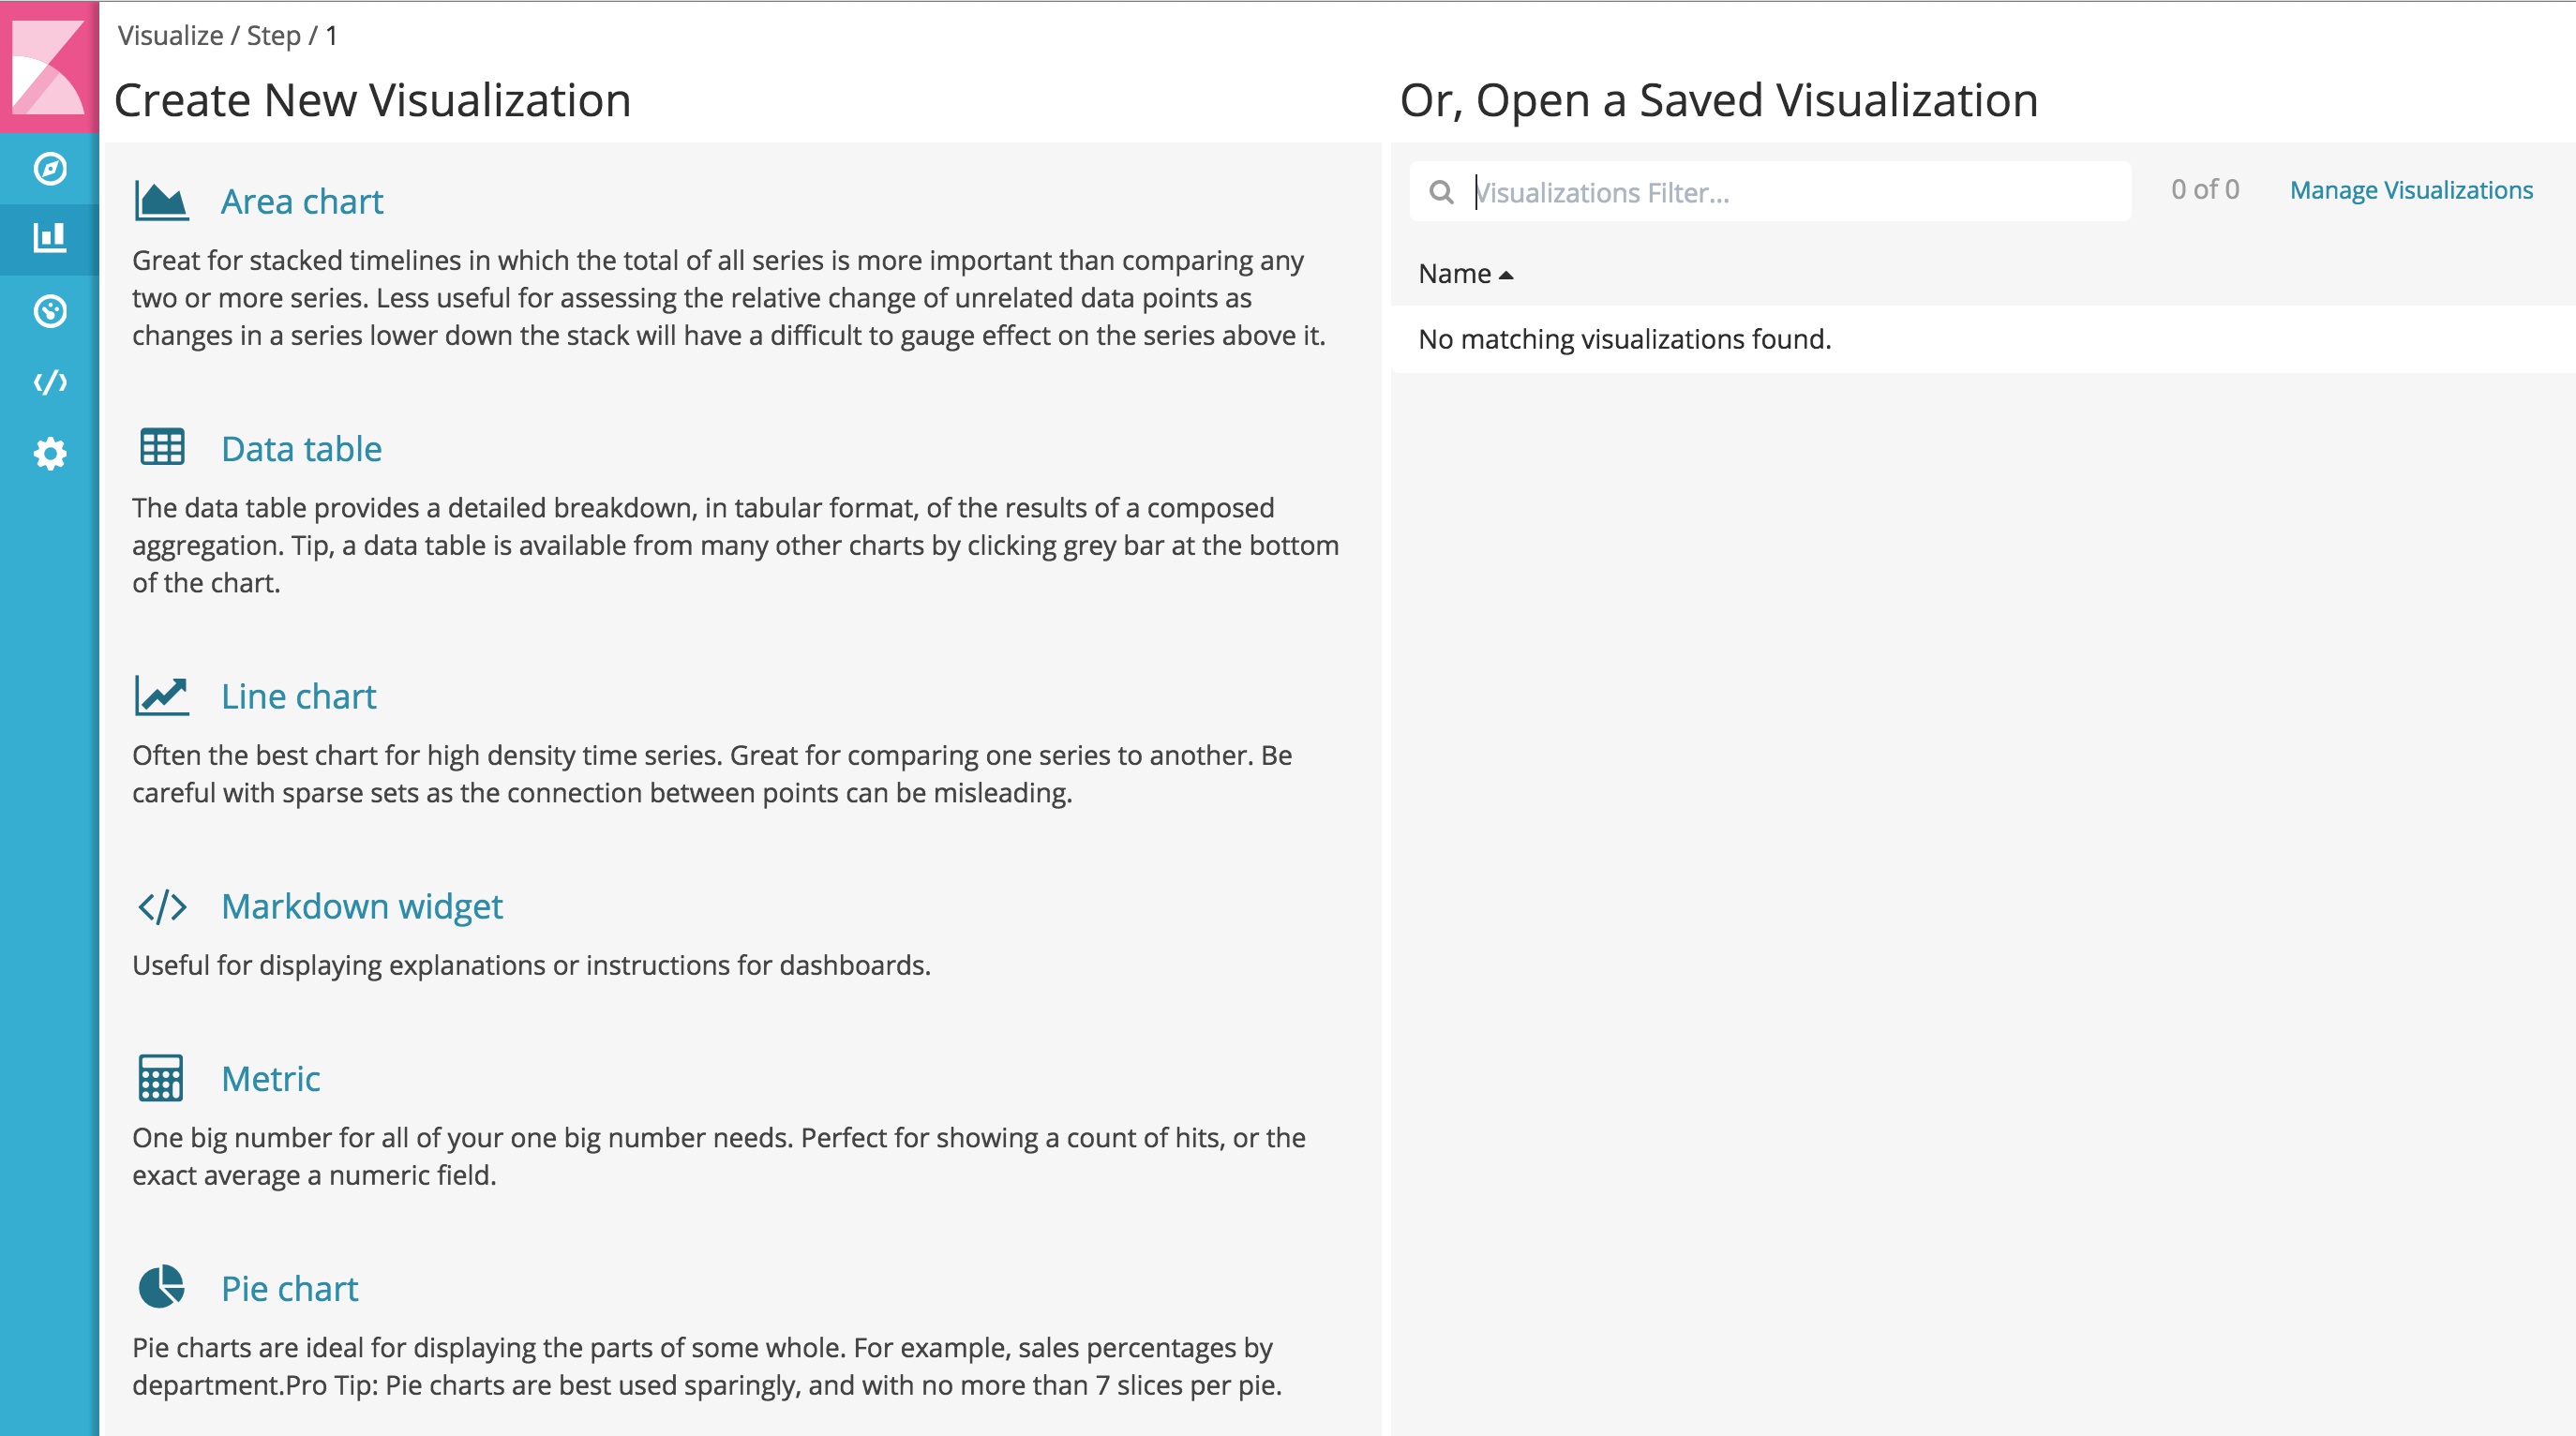 Visualize / Step / 1
Create New Visualization
Area chart
Great for stacked timelines in which the total of all series is more important than comparing any
two or more series. Less useful for assessing the relative change of unrelated data points as
changes in a series lower down the stack will have a difficult to gauge effect on the series above it.
Data table
The data table provides a detailed breakdown, in tabular format, of the results of a composed
aggregation. Tip, a data table is available from many other charts by clicking grey bar at the bottom
of the chart.
Line chart
Often the best chart for high density time series. Great for comparing one series to another. Be
careful with sparse sets as the connection between points can be misleading.
Markdown widget
Useful for displaying explanations or instructions for dashboards.
Metric
One big number for all of your one big number needs. Perfect for showing a count of hits, or the
exact average a numeric field.
Pie chart
Pie charts are ideal for displaying the parts of some whole. For example, sales percentages by
department.Pro Tip: Pie charts are best used sparingly, and with no more than 7 slices per pie.
Or, Open a Saved Visualization
Visualizations Filter...
0 of 0
Manage Visualizations
Name
No matching visualizations found.